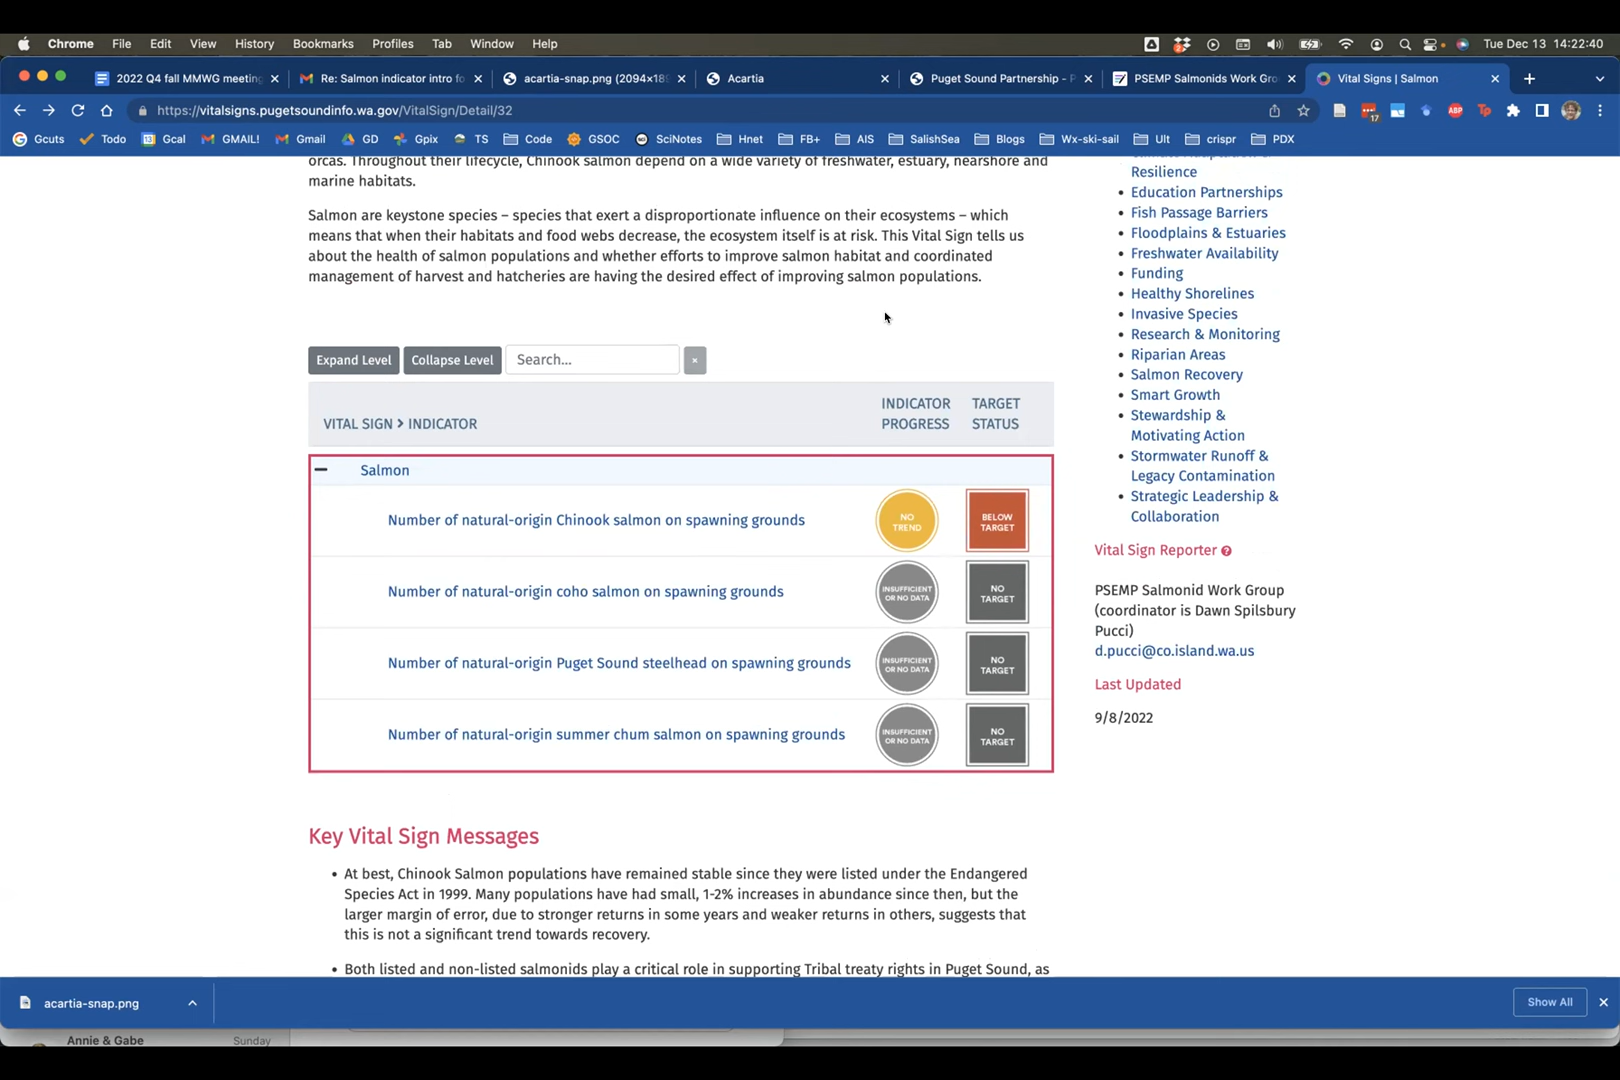 Chrome File Edit View History Bookmarks Profiles Tab Window Help Tue Dec 13 14:22:40
2022 Q4 fall MMWG meeting Re: Salmon indicator intro fo acartia-snap.png (2094×189 Acartia Puget Sound Partnership - P PSEMP Salmonids Work Gro Vital Signs | Salmon
https://vitalsigns.pugetsoundinfo.wa.gov/VitalSign/Detail/32 17 ABP Tp
Gcuts Todo Gcal GMAIL! Gmail GD Gpix TS Code GSOC SciNotes Hnet FB+ AIS SalishSea Blogs Wx-ski-sail Ult crispr PDX
orcas. Throughout their lifecycle, Chinook salmon depend on a wide variety of freshwater, estuary, nearshore and
marine habitats.
Salmon are keystone species – species that exert a disproportionate influence on their ecosystems – which
means that when their habitats and food webs decrease, the ecosystem itself is at risk. This Vital Sign tells us
about the health of salmon populations and whether efforts to improve salmon habitat and coordinated
management of harvest and hatcheries are having the desired effect of improving salmon populations.
Expand Level Collapse Level Search... ×
VITAL SIGN > INDICATOR
INDICATOR
PROGRESS
TARGET
STATUS
Salmon
Number of natural-origin Chinook salmon on spawning grounds
NO
TREND
BELOW
TARGET
Number of natural-origin coho salmon on spawning grounds
INSUFFICIENT
OR NO DATA
NO
TARGET
Number of natural-origin Puget Sound steelhead on spawning grounds
INSUFFICIENT
OR NO DATA
NO
TARGET
Number of natural-origin summer chum salmon on spawning grounds
INSUFFICIENT
OR NO DATA
NO
TARGET
Key Vital Sign Messages
• At best, Chinook Salmon populations have remained stable since they were listed under the Endangered
Species Act in 1999. Many populations have had small, 1-2% increases in abundance since then, but the
larger margin of error, due to stronger returns in some years and weaker returns in others, suggests that
this is not a significant trend towards recovery.
• Both listed and non-listed salmonids play a critical role in supporting Tribal treaty rights in Puget Sound, as
Resilience
• Education Partnerships
• Fish Passage Barriers
• Floodplains & Estuaries
• Freshwater Availability
• Funding
• Healthy Shorelines
• Invasive Species
• Research & Monitoring
• Riparian Areas
• Salmon Recovery
• Smart Growth
• Stewardship &
Motivating Action
• Stormwater Runoff &
Legacy Contamination
• Strategic Leadership &
Collaboration
Vital Sign Reporter ?
PSEMP Salmonid Work Group
(coordinator is Dawn Spilsbury
Pucci)
d.pucci@co.island.wa.us
Last Updated
9/8/2022
acartia-snap.png Show All
Annie & Gabe Sunday